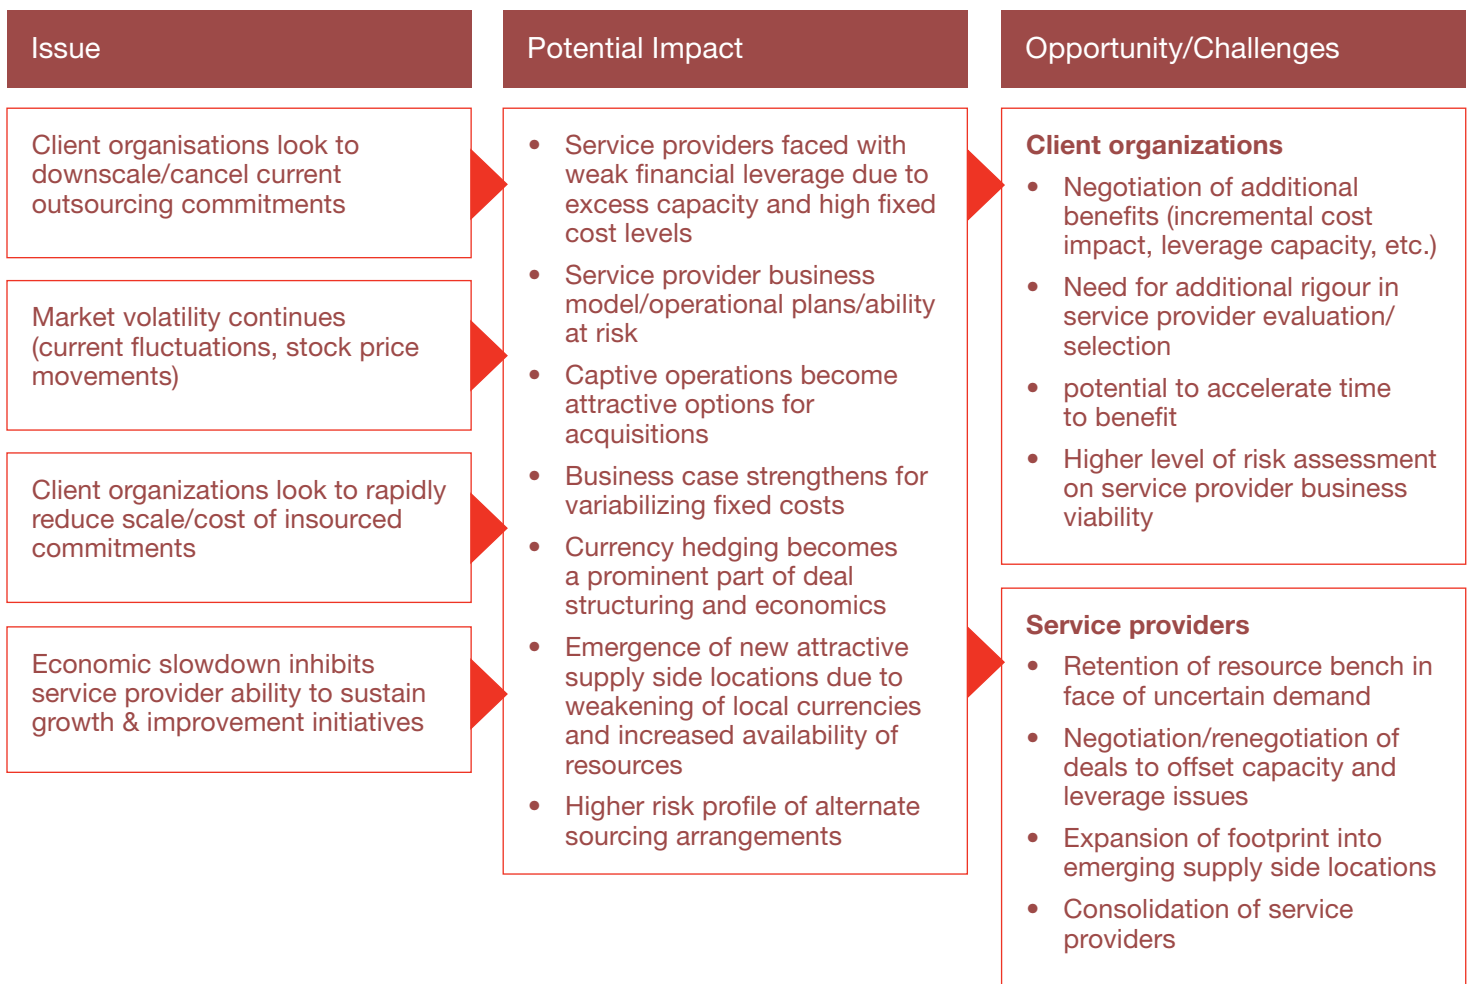 Issue
Client organisations look to
downscale/cancel current
outsourcing commitments
Market volatility continues
(current fluctuations, stock price
movements)
Client organizations look to rapidly
reduce scale/cost of insourced
commitments
Economic slowdown inhibits
service provider ability to sustain
growth & improvement initiatives
Potential Impact
• Service providers faced with
weak financial leverage due to
excess capacity and high fixed
cost levels
• Service provider business
model/operational plans/ability
at risk
• Captive operations become
attractive options for
acquisitions
• Business case strengthens for
variabilizing fixed costs
• Currency hedging becomes
a prominent part of deal
structuring and economics
• Emergence of new attractive
supply side locations due to
weakening of local currencies
and increased availability of
resources
• Higher risk profile of alternate
sourcing arrangements
Opportunity/Challenges
Client organizations
• Negotiation of additional
benefits (incremental cost
impact, leverage capacity, etc.)
• Need for additional rigour in
service provider evaluation/
selection
• potential to accelerate time
to benefit
• Higher level of risk assessment
on service provider business
viability
Service providers
• Retention of resource bench in
face of uncertain demand
• Negotiation/renegotiation of
deals to offset capacity and
leverage issues
• Expansion of footprint into
emerging supply side locations
• Consolidation of service
providers